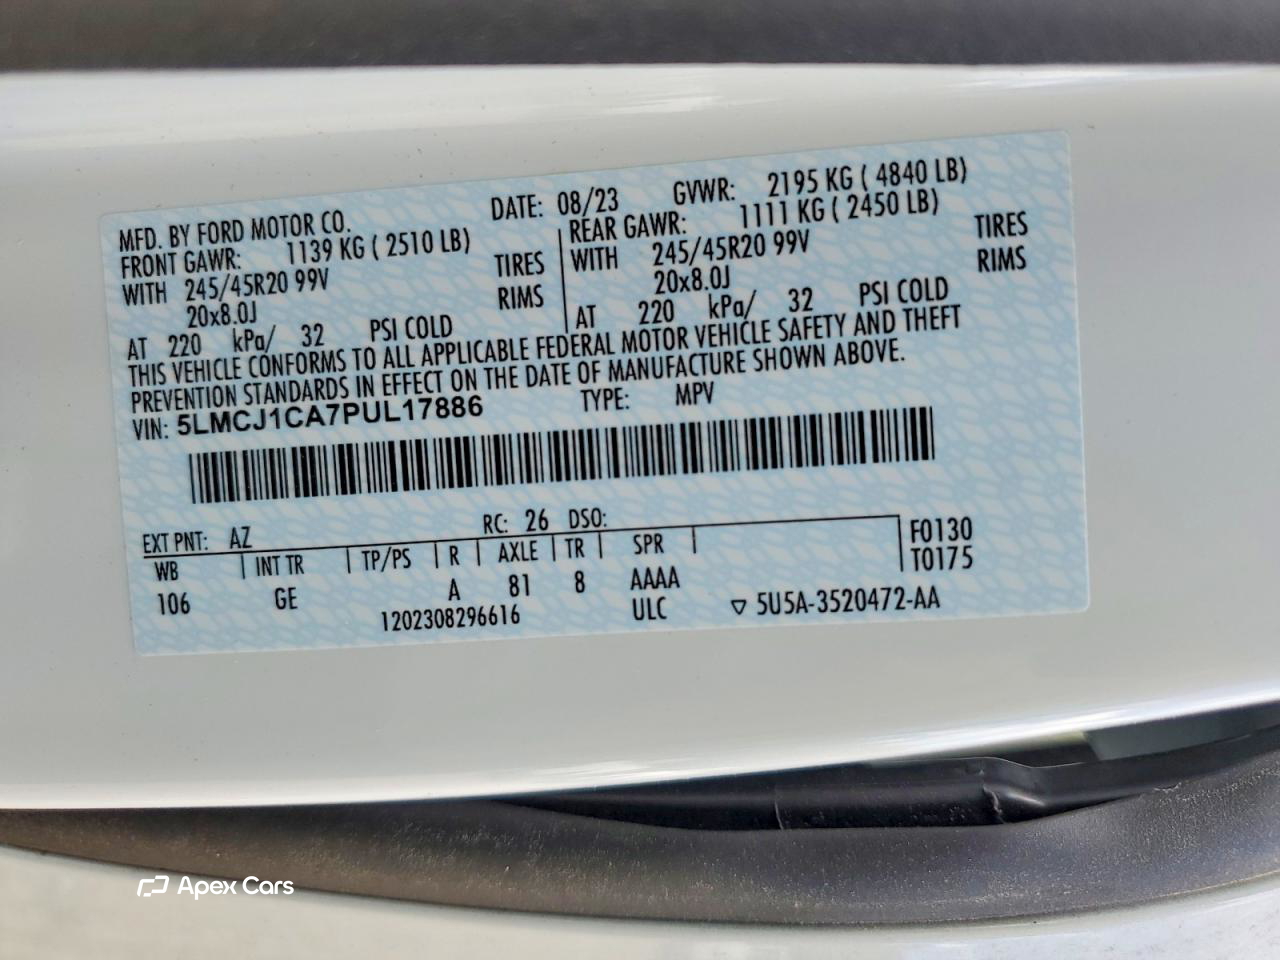 MFD. BY FORD MOTOR CO.
DATE: 08/23
GVWR: 2195 KG ( 4840 LB)
FRONT GAWR: 1139 KG ( 2510 LB)
WITH 245/45R20 99V TIRES
20x8.0J RIMS
AT 220 kPa/ 32 PSI COLD
REAR GAWR: 1111 KG ( 2450 LB)
WITH 245/45R20 99V TIRES
20x8.0J RIMS
AT 220 kPa/ 32 PSI COLD
THIS VEHICLE CONFORMS TO ALL APPLICABLE FEDERAL MOTOR VEHICLE SAFETY AND THEFT
PREVENTION STANDARDS IN EFFECT ON THE DATE OF MANUFACTURE SHOWN ABOVE.
VIN: 5LMCJ1CA7PUL17886 TYPE: MPV
EXT PNT: AZ RC: 26 DSO:
WB INT TR TP/PS R AXLE TR SPR F0130
T0175
106 GE A 81 8 AAAA
1202308296616 ULC ▽ 5U5A-3520472-AA
Apex Cars